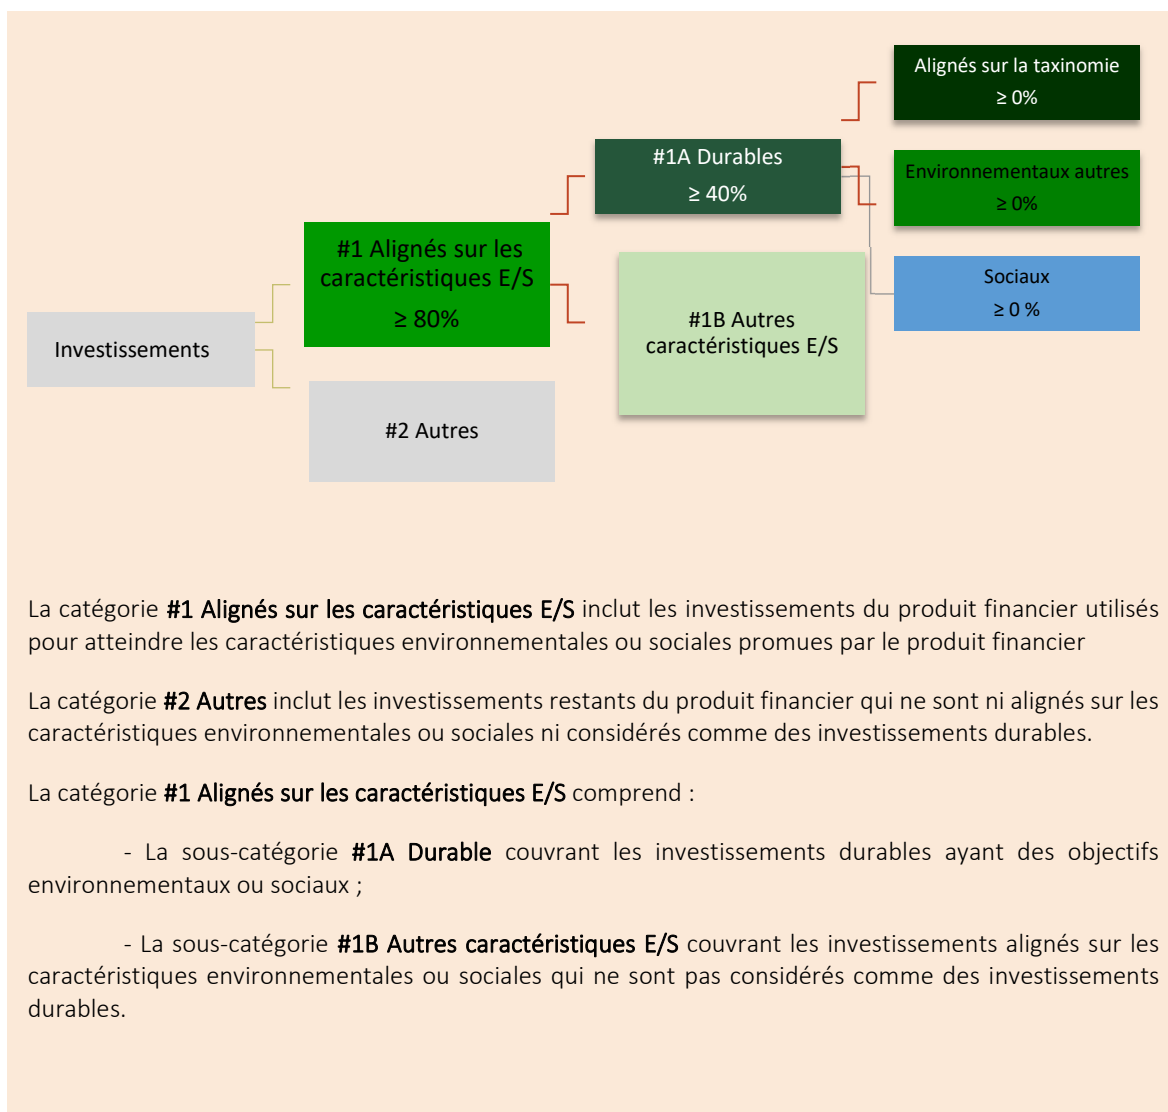 Alignés sur la taxinomie
≥ 0%
#1A Durables
≥ 40%
Environnementaux autres
≥ 0%
#1 Alignés sur les
caractéristiques E/S
≥ 80%
Sociaux
≥ 0 %
#1B Autres
caractéristiques E/S
Investissements
#2 Autres
La catégorie #1 Alignés sur les caractéristiques E/S inclut les investissements du produit financier utilisés
pour atteindre les caractéristiques environnementales ou sociales promues par le produit financier
La catégorie #2 Autres inclut les investissements restants du produit financier qui ne sont ni alignés sur les
caractéristiques environnementales ou sociales ni considérés comme des investissements durables.
La catégorie #1 Alignés sur les caractéristiques E/S comprend :
- La sous-catégorie #1A Durable couvrant les investissements durables ayant des objectifs
environnementaux ou sociaux ;
- La sous-catégorie #1B Autres caractéristiques E/S couvrant les investissements alignés sur les
caractéristiques environnementales ou sociales qui ne sont pas considérés comme des investissements
durables.